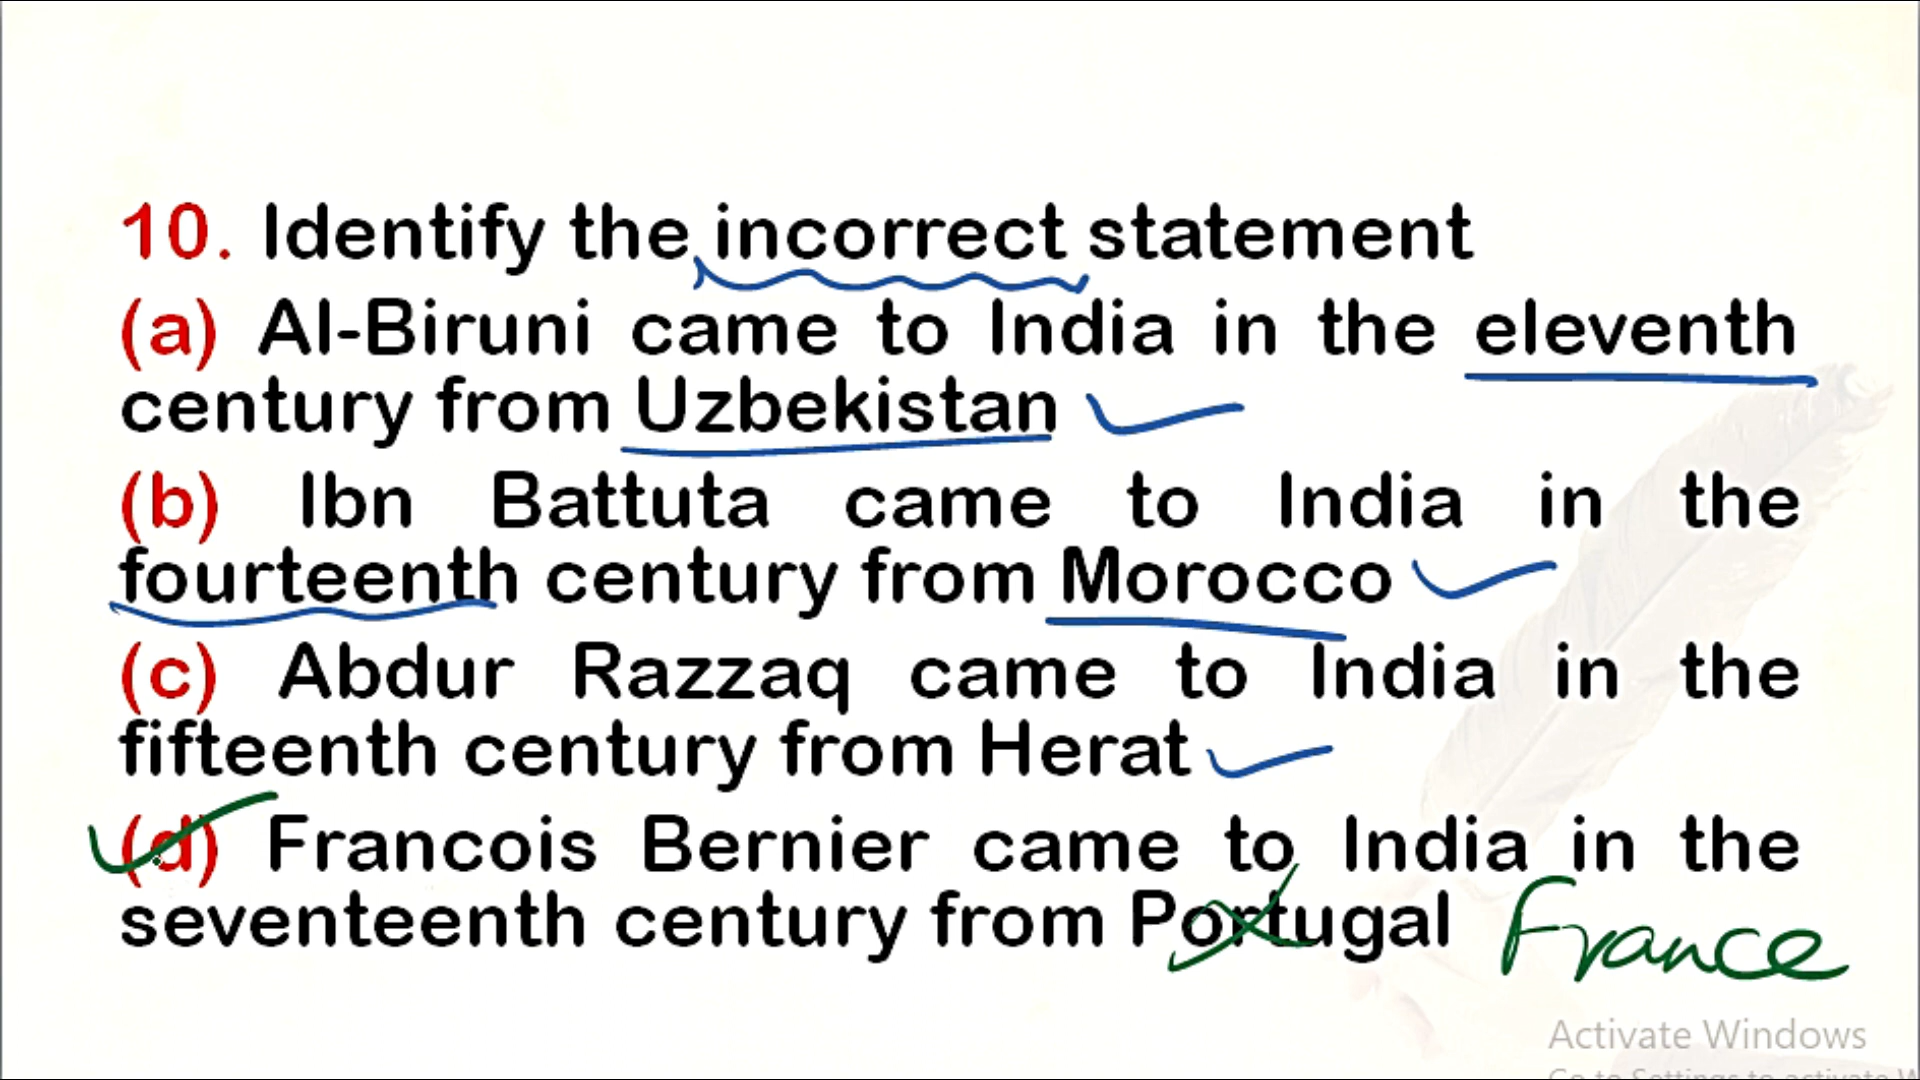 10. Identify the incorrect statement
(a) Al-Biruni came to India in the eleventh
century from Uzbekistan
(b) Ibn Battuta came to India in the
fourteenth century from Morocco
(c) Abdur Razzaq came to India in the
fifteenth century from Herat
(d) Francois Bernier came to India in the
seventeenth century from Portugal France
Activate Windows